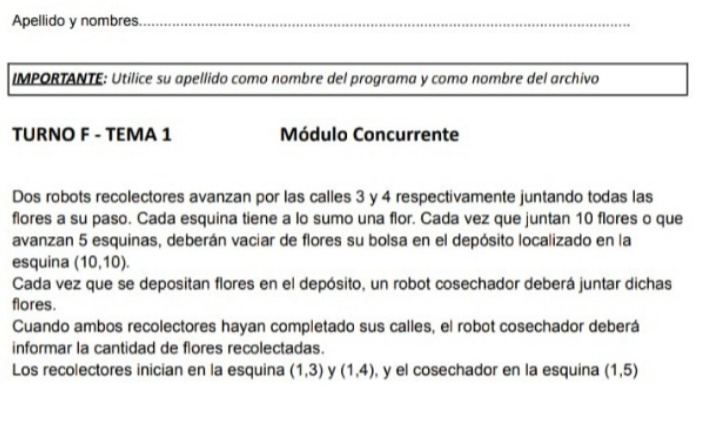 Apellido y nombres..............................................................................................................
IMPORTANTE: Utilice su apellido como nombre del programa y como nombre del archivo
TURNO F - TEMA 1 Módulo Concurrente
Dos robots recolectores avanzan por las calles 3 y 4 respectivamente juntando todas las
flores a su paso. Cada esquina tiene a lo sumo una flor. Cada vez que juntan 10 flores o que
avanzan 5 esquinas, deberán vaciar de flores su bolsa en el depósito localizado en la
esquina (10,10).
Cada vez que se depositan flores en el depósito, un robot cosechador deberá juntar dichas
flores.
Cuando ambos recolectores hayan completado sus calles, el robot cosechador deberá
informar la cantidad de flores recolectadas.
Los recolectores inician en la esquina (1,3) y (1,4), y el cosechador en la esquina (1,5)